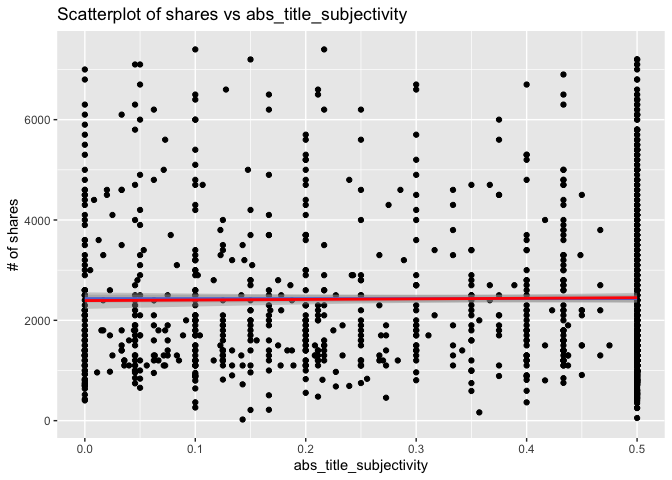 Scatterplot of shares vs abs_title_subjectivity
# of shares
6000
4000
2000
0
0.0 0.1 0.2 0.3 0.4 0.5
abs_title_subjectivity